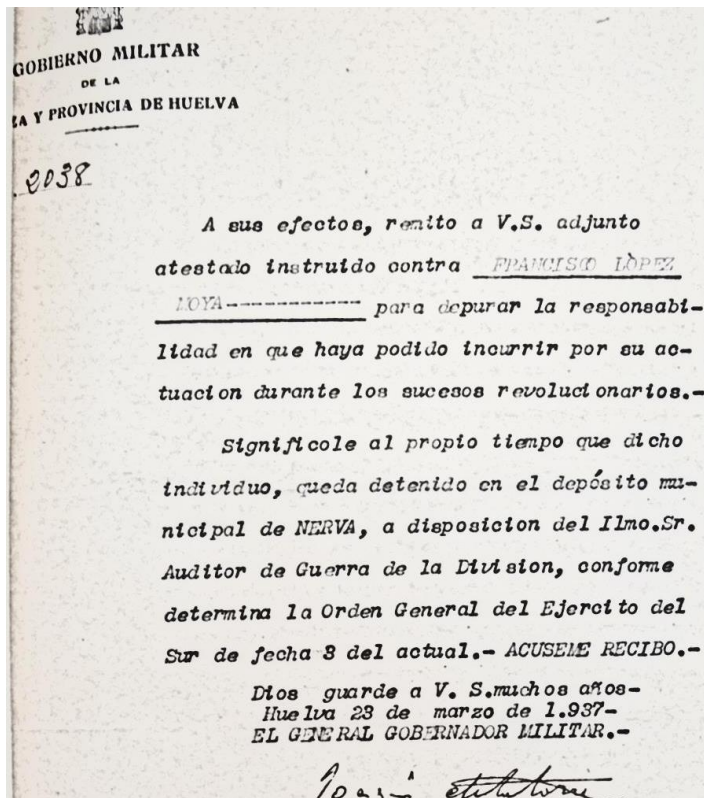 GOBIERNO MILITAR
DE LA
ZA Y PROVINCIA DE HUELVA
2038
A sus efectos, remito a V.S. adjunto
atestado instruido contra FRANCISCO LÒPEZ
MOYA------------- para depurar la responsabi-
lidad en que haya podido incurrir por su ac-
tuacion durante los sucesos revolucionarios.-
Significole al propio tiempo que dicho
individuo, queda detenido en el depósito mu-
nicipal de NERVA, a disposicion del Ilmo.Sr.
Auditor de Guerra de la Division, conforme
determina la Orden General del Ejercito del
Sur de fecha 8 del actual.- ACUSEME RECIBO.-
Dios guarde a V. S.muchos años-
Huelva 23 de marzo de 1.937-
EL GENERAL GOBERNADOR MILITAR.-